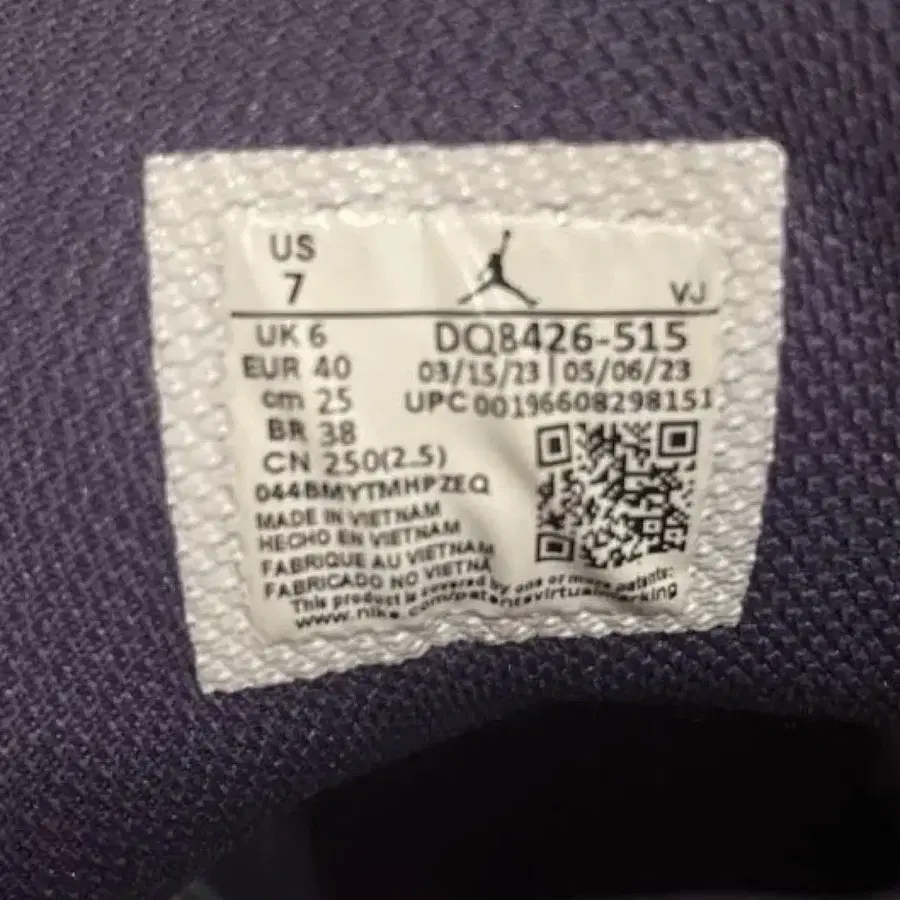 US
7
VJ
UK 6
DQ8426-515
EUR 40
03/15/23 | 05/06/23
cm 25
UPC 00196608298151
BR 38
CN 250(2.5)
044BMYTMHPZEQ
MADE IN VIETNAM
HECHO EN VIETNAM
FABRIQUE AU VIETNAM
FABRICADO NO VIETNA
This product is covered by one or more patents:
www.nike.com/patentsvirtualmarking